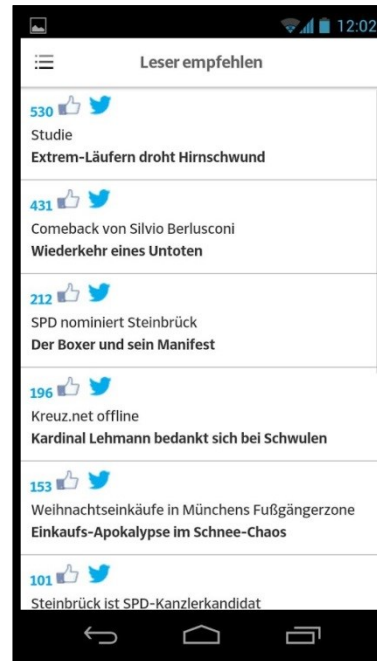 12:02
Leser empfehlen
530
Studie
Extrem-Läufern droht Hirnschwund
431
Comeback von Silvio Berlusconi
Wiederkehr eines Untoten
212
SPD nominiert Steinbrück
Der Boxer und sein Manifest
196
Kreuz.net offline
Kardinal Lehmann bedankt sich bei Schwulen
153
Weihnachtseinkäufe in Münchens Fußgängerzone
Einkaufs-Apokalypse im Schnee-Chaos
101
Steinbrück ist SPD-Kanzlerkandidat